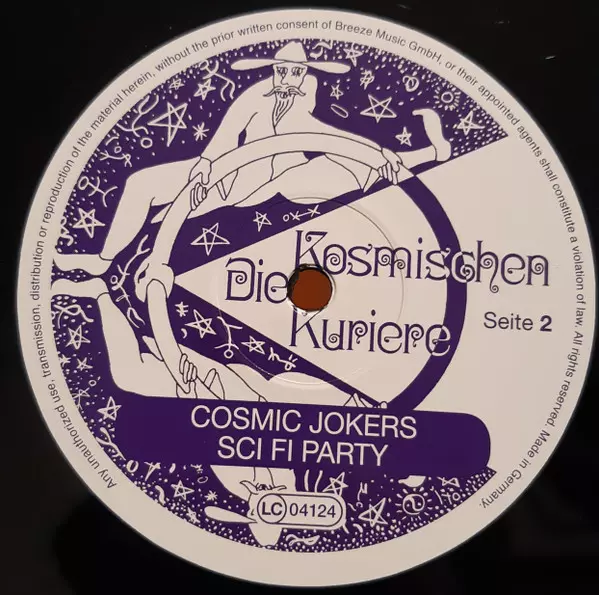 Any unauthorized use, transmission, distribution or reproduction of the material herein, without the prior written consent of Breeze Music GmbH, or their appointed agents shall constitute a violation of law. All rights reserved. Made in Germany.
Die Kosmischen
Kuriere
Seite 2
COSMIC JOKERS
SCI FI PARTY
LC 04124